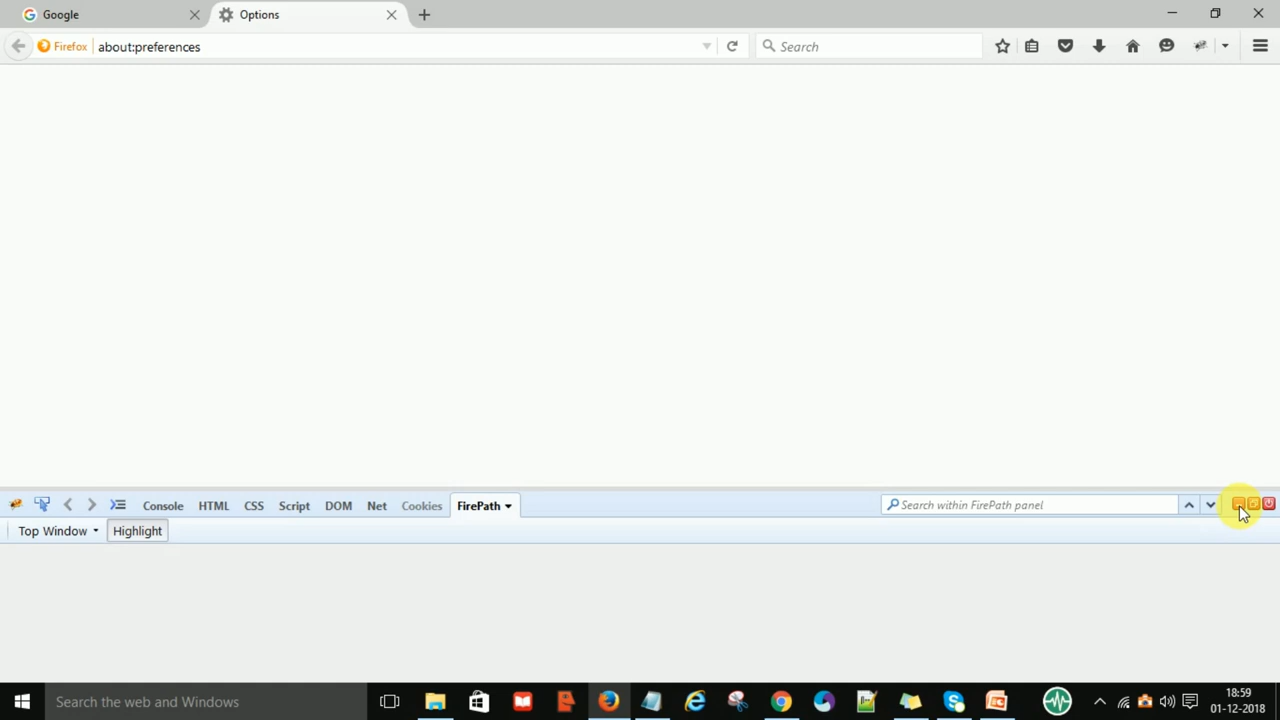 Google
Options
Firefox
about:preferences
Search
Console
HTML
CSS
Script
DOM
Net
Cookies
FirePath
Search within FirePath panel
Top Window
Highlight
Search the web and Windows
18:59
01-12-2018